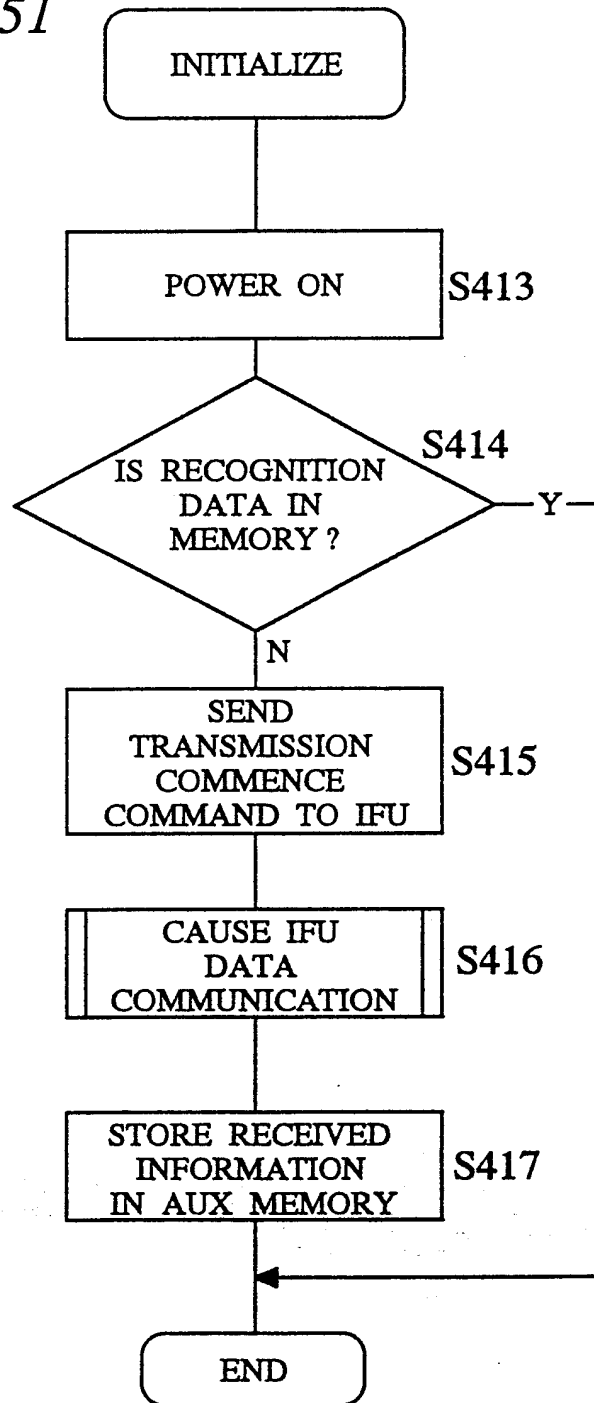 51
INITIALIZE
POWER ON
S413
S414
IS RECOGNITION
DATA IN
MEMORY ?
Y
N
SEND
TRANSMISSION
COMMENCE
COMMAND TO IFU
S415
CAUSE IFU
DATA
COMMUNICATION
S416
STORE RECEIVED
INFORMATION
IN AUX MEMORY
S417
END